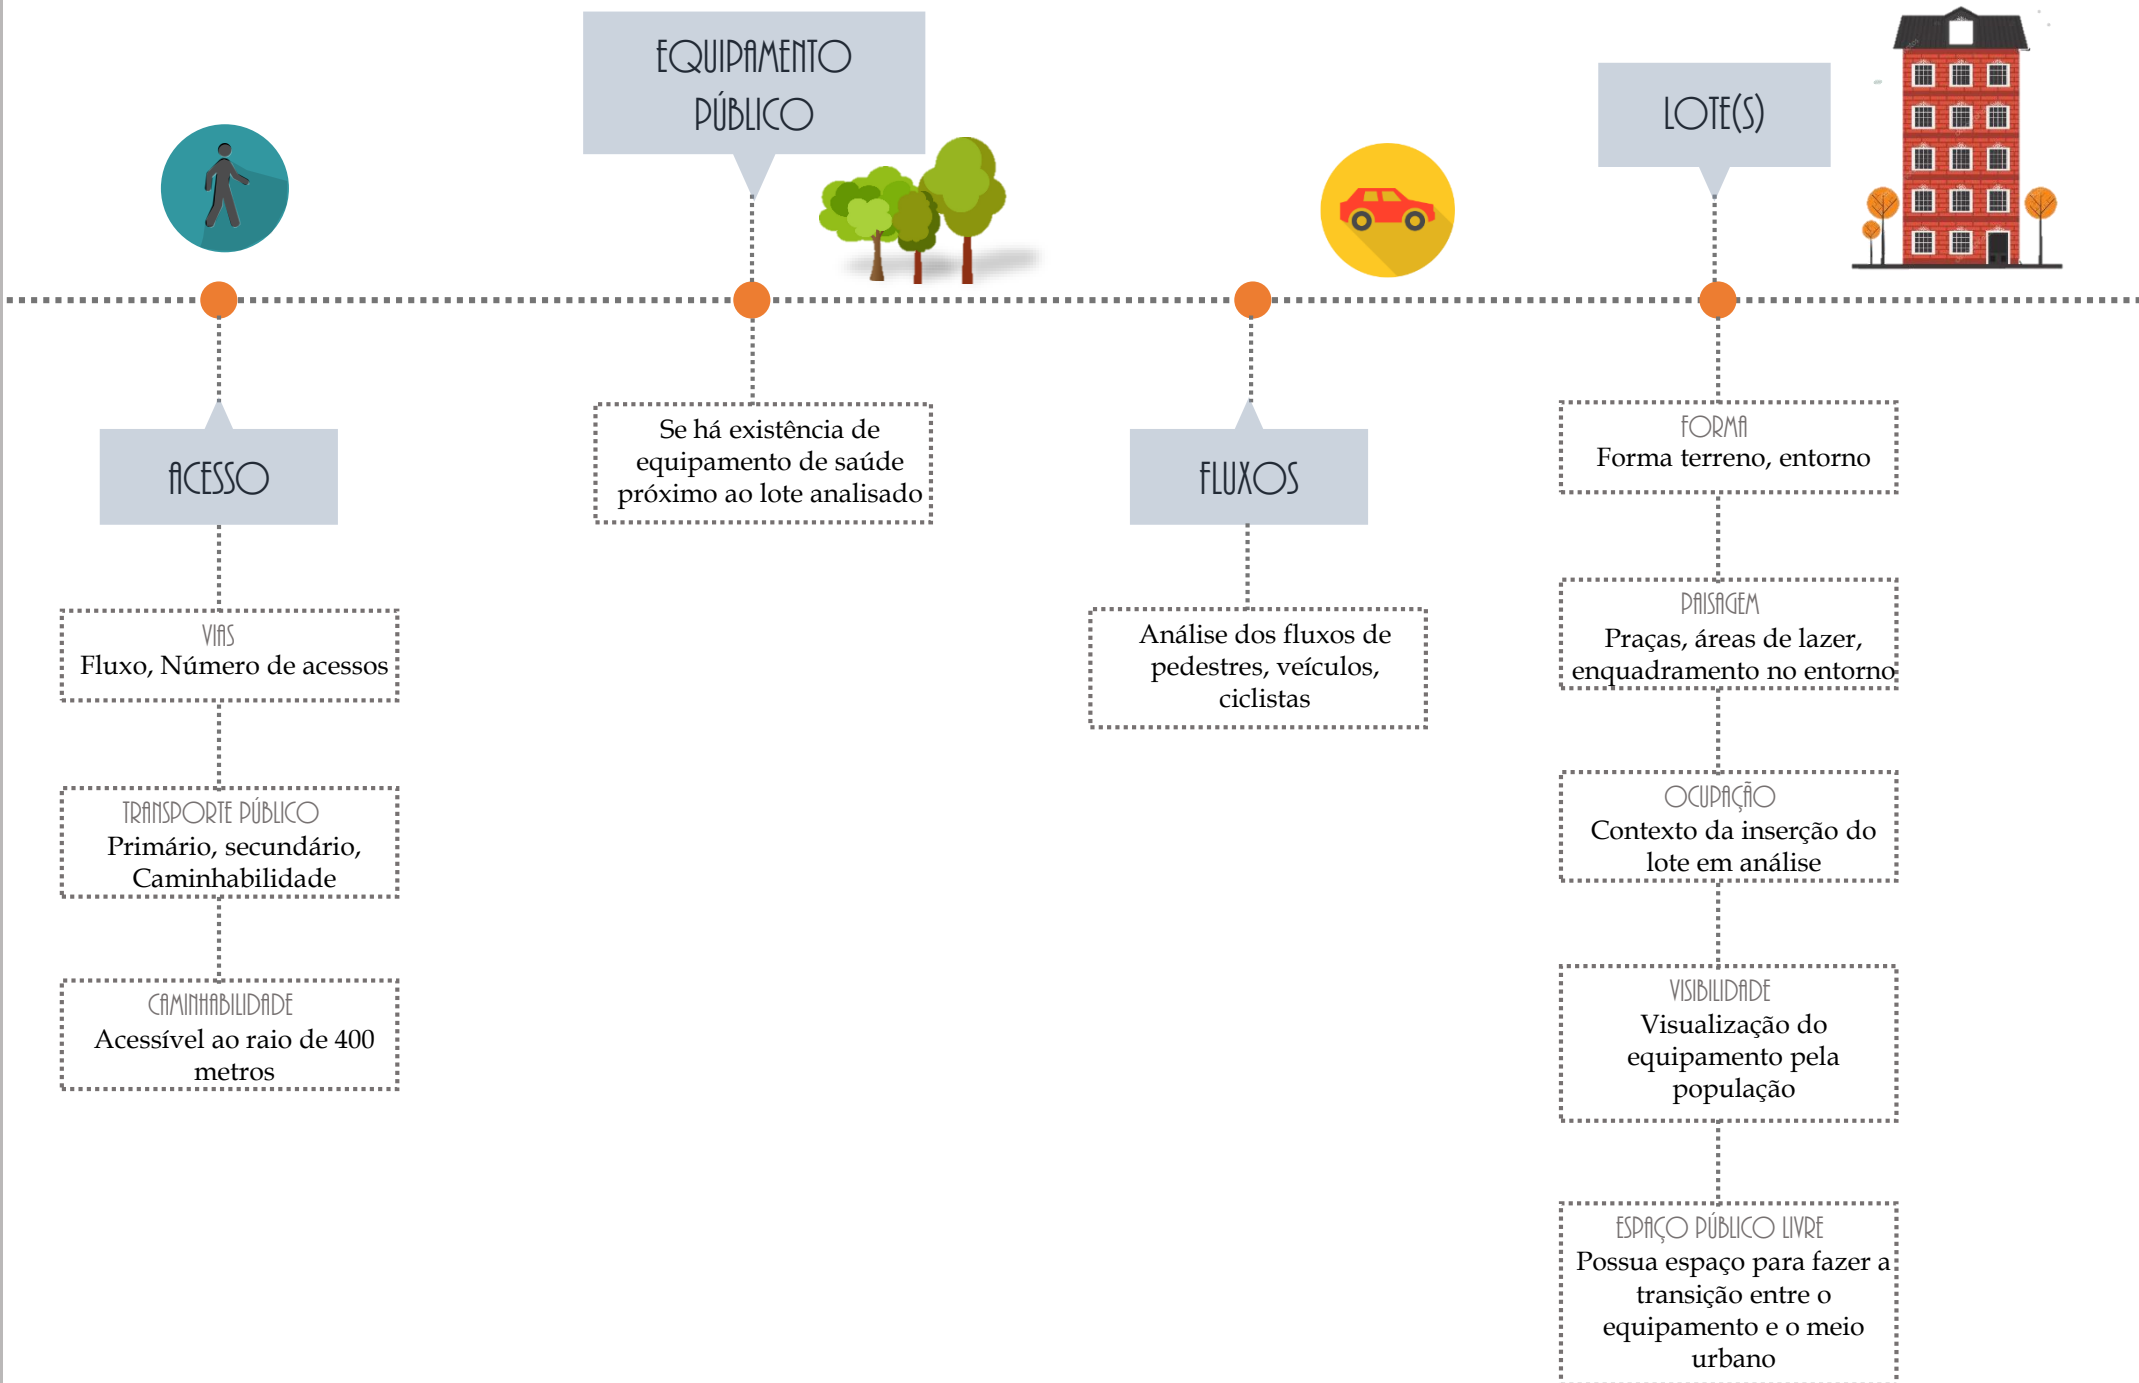 EQUIPAMENTO
PÚBLICO
LOTE(S)
ACESSO
VIAS
Fluxo, Número de acessos
TRANSPORTE PÚBLICO
Primário, secundário,
Caminhabilidade
CAMINHABILIDADE
Acessível ao raio de 400
metros
Se há existência de
equipamento de saúde
próximo ao lote analisado
FLUXOS
Análise dos fluxos de
pedestres, veículos,
ciclistas
FORMA
Forma terreno, entorno
PAISAGEM
Praças, áreas de lazer,
enquadramento no entorno
OCUPAÇÃO
Contexto da inserção do
lote em análise
VISIBILIDADE
Visualização do
equipamento pela
população
ESPAÇO PÚBLICO LIVRE
Possua espaço para fazer a
transição entre o
equipamento e o meio
urbano